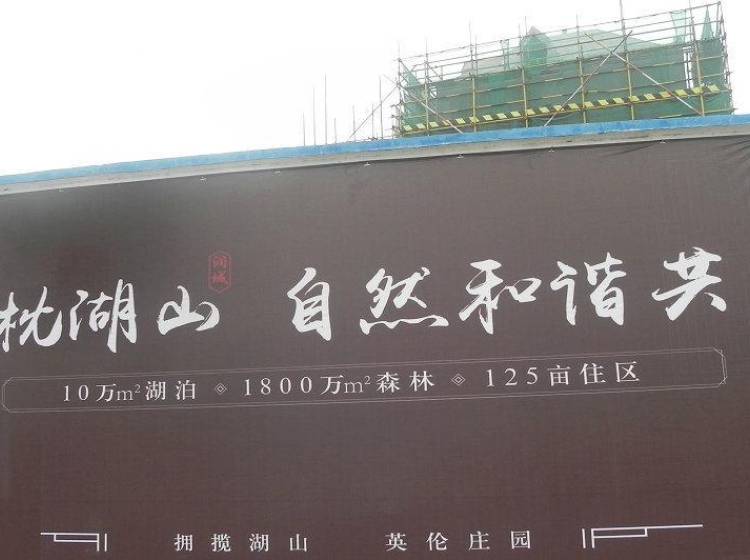 枕湖山 自然和谐共
润城
10万m²湖泊 1800万m²森林 125亩住区
拥揽湖山 英伦庄园